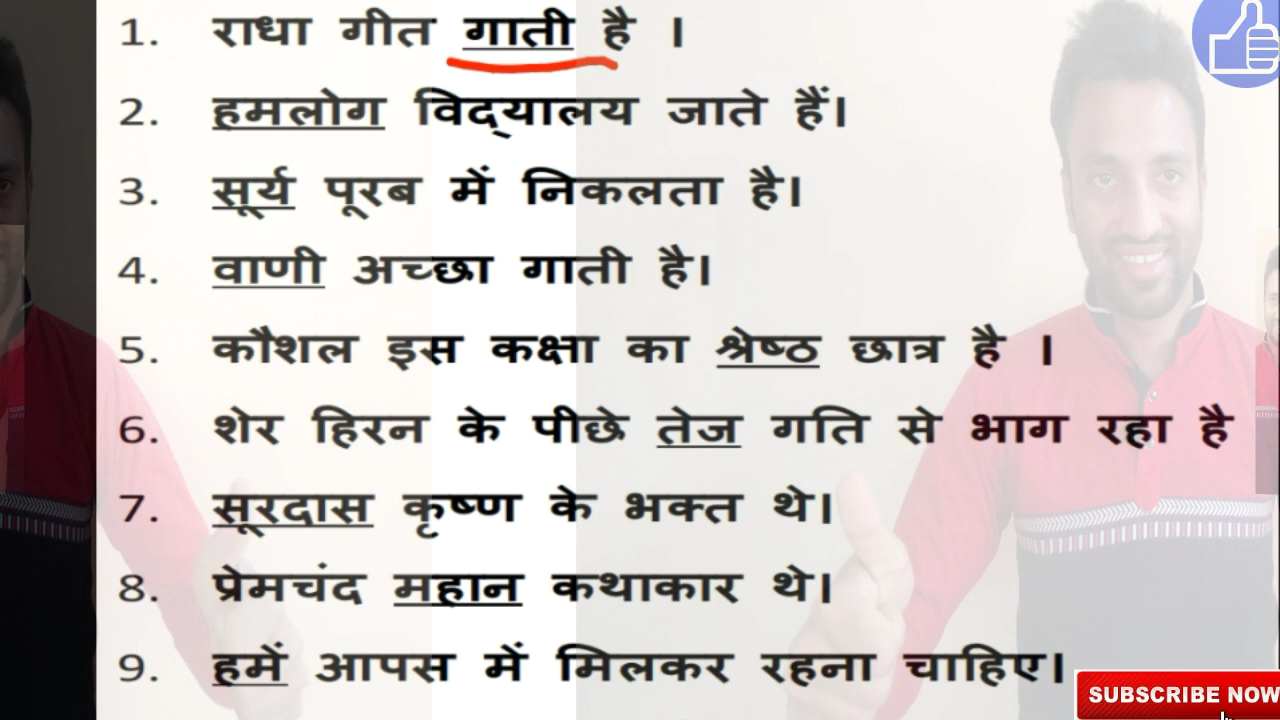 1. राधा गीत गाती है ।
2. हमलोग विद्‌यालय जाते हैं।
3. सूर्य पूरब में निकलता है।
4. वाणी अच्छा गाती है।
5. कौशल इस कक्षा का श्रेष्ठ छात्र है ।
6. शेर हिरन के पीछे तेज गति से भाग रहा है
7. सूरदास कृष्ण के भक्त थे।
8. प्रेमचंद महान कथाकार थे।
9. हमें आपस में मिलकर रहना चाहिए।
SUBSCRIBE NOW